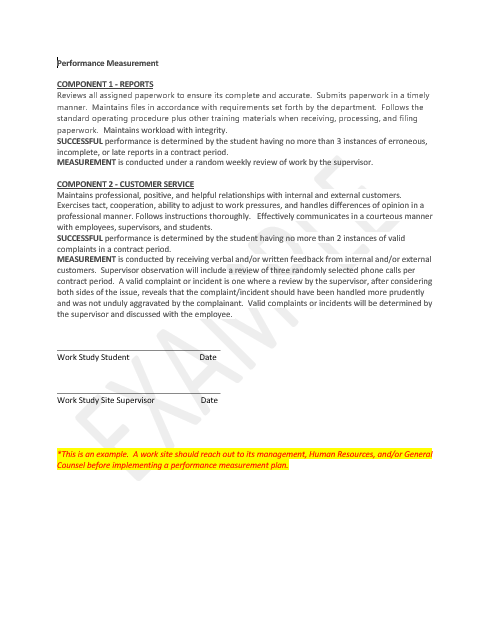 Performance Measurement
COMPONENT 1 - REPORTS
Reviews all assigned paperwork to ensure its complete and accurate. Submits paperwork in a timely
manner. Maintains files in accordance with requirements set forth by the department. Follows the
standard operating procedure plus other training materials when receiving, processing, and filing
paperwork. Maintains workload with integrity.
SUCCESSFUL performance is determined by the student having no more than 3 instances of erroneous,
incomplete, or late reports in a contract period.
MEASUREMENT is conducted under a random weekly review of work by the supervisor.
COMPONENT 2 - CUSTOMER SERVICE
Maintains professional, positive, and helpful relationships with internal and external customers.
Exercises tact, cooperation, ability to adjust to work pressures, and handles differences of opinion in a
professional manner. Follows instructions thoroughly. Effectively communicates in a courteous manner
with employees, supervisors, and students.
SUCCESSFUL performance is determined by the student having no more than 2 instances of valid
complaints in a contract period.
MEASUREMENT is conducted by receiving verbal and/or written feedback from internal and/or external
customers. Supervisor observation will include a review of three randomly selected phone calls per
contract period. A valid complaint or incident is one where a review by the supervisor, after considering
both sides of the issue, reveals that the complaint/incident should have been handled more prudently
and was not unduly aggravated by the complainant. Valid complaints or incidents will be determined by
the supervisor and discussed with the employee.
Work Study Student Date
Work Study Site Supervisor Date
*This is an example. A work site should reach out to its management, Human Resources, and/or General
Counsel before implementing a performance measurement plan.
EXAMPLE